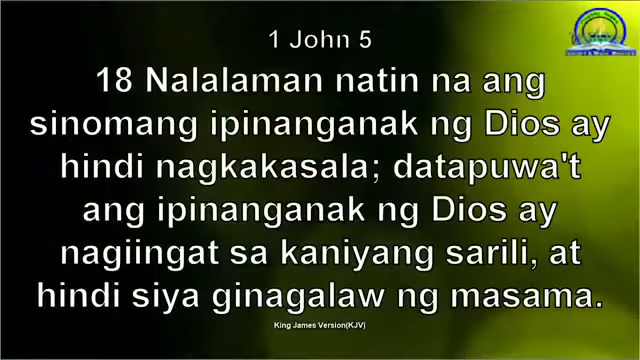 1 John 5
18 Nalalaman natin na ang
sinomang ipinanganak ng Dios ay
hindi nagkakasala; datapuwa't
ang ipinanganak ng Dios ay
nagiingat sa kaniyang sarili, at
hindi siya ginagalaw ng masama.
King James Version(KJV)